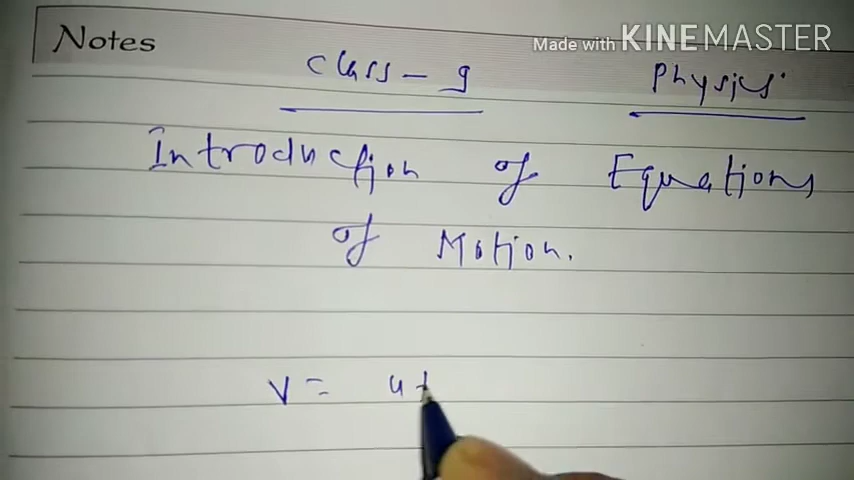 Notes
Made with KINEMASTER
Class - 9
Physics
Introduction of Equations
of Motion.
v = u+